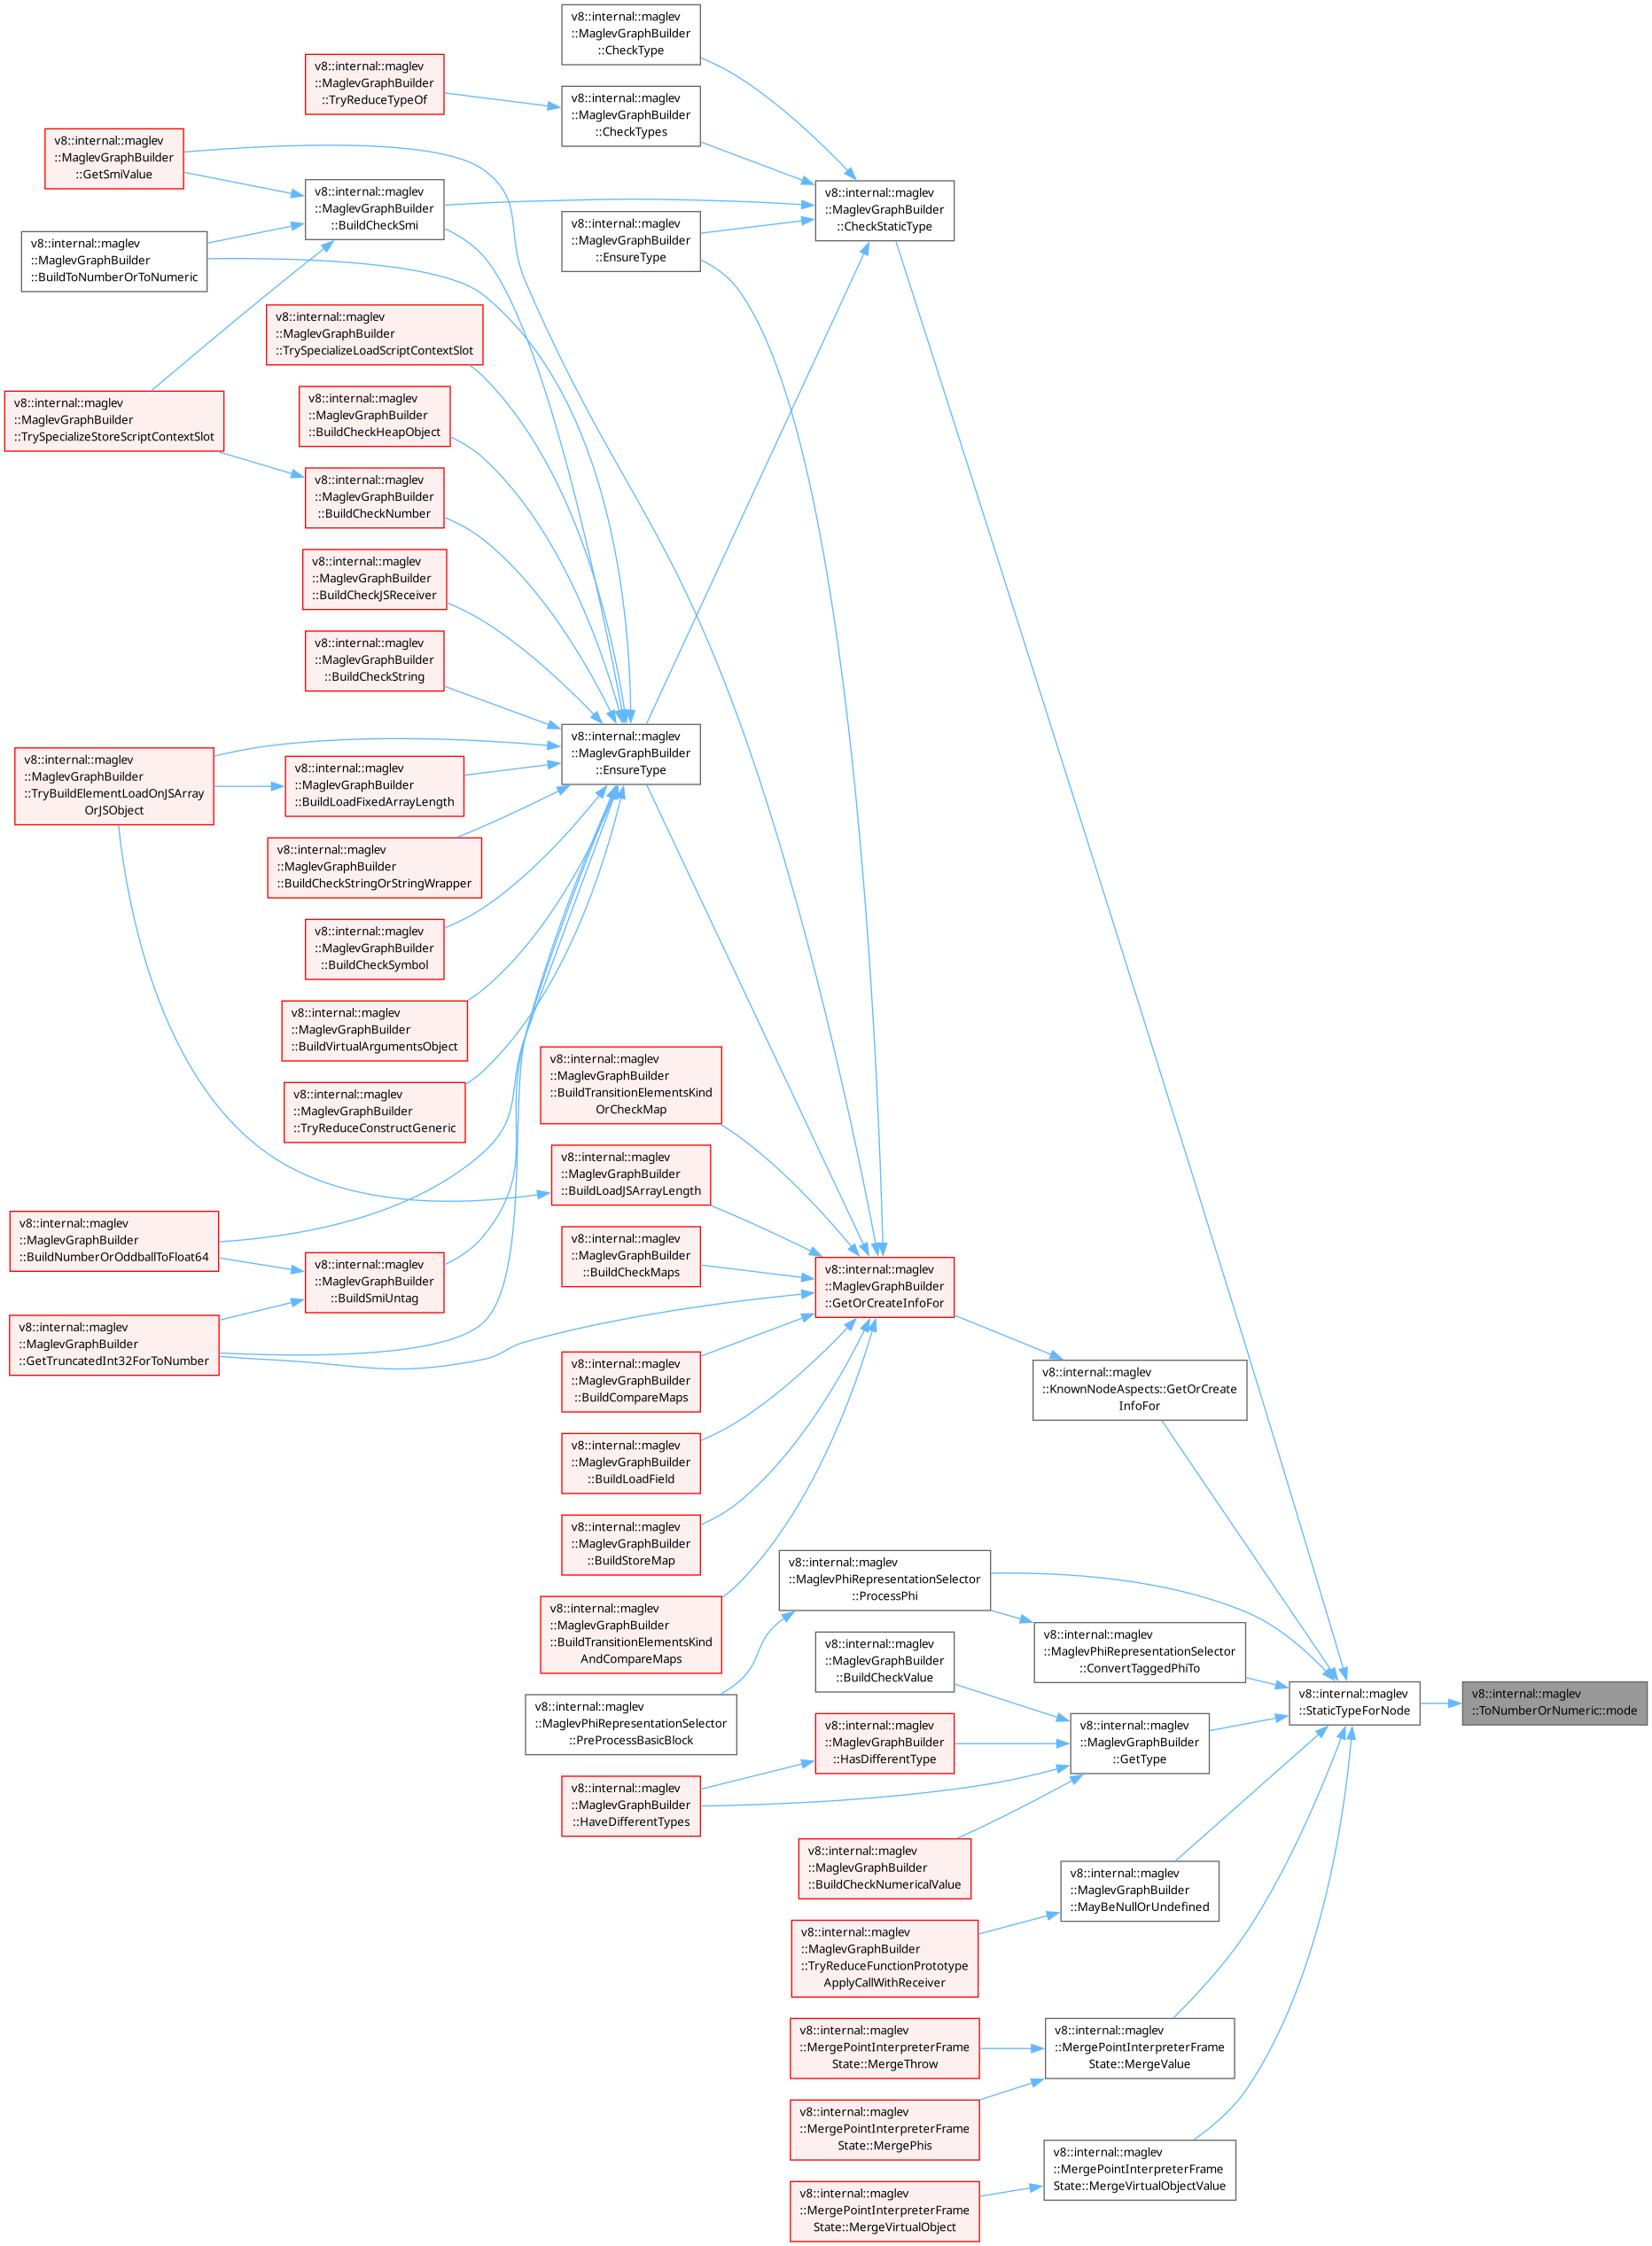 v8::internal::maglev
::MaglevGraphBuilder
::CheckType
v8::internal::maglev
::MaglevGraphBuilder
::TryReduceTypeOf
v8::internal::maglev
::MaglevGraphBuilder
::CheckTypes
v8::internal::maglev
::MaglevGraphBuilder
::GetSmiValue
v8::internal::maglev
::MaglevGraphBuilder
::BuildCheckSmi
v8::internal::maglev
::MaglevGraphBuilder
::CheckStaticType
v8::internal::maglev
::MaglevGraphBuilder
::EnsureType
v8::internal::maglev
::MaglevGraphBuilder
::BuildToNumberOrToNumeric
v8::internal::maglev
::MaglevGraphBuilder
::TrySpecializeLoadScriptContextSlot
v8::internal::maglev
::MaglevGraphBuilder
::TrySpecializeStoreScriptContextSlot
v8::internal::maglev
::MaglevGraphBuilder
::BuildCheckHeapObject
v8::internal::maglev
::MaglevGraphBuilder
::BuildCheckNumber
v8::internal::maglev
::MaglevGraphBuilder
::BuildCheckJSReceiver
v8::internal::maglev
::MaglevGraphBuilder
::BuildCheckString
v8::internal::maglev
::MaglevGraphBuilder
::EnsureType
v8::internal::maglev
::MaglevGraphBuilder
::TryBuildElementLoadOnJSArray
OrJSObject
v8::internal::maglev
::MaglevGraphBuilder
::BuildLoadFixedArrayLength
v8::internal::maglev
::MaglevGraphBuilder
::BuildCheckStringOrStringWrapper
v8::internal::maglev
::MaglevGraphBuilder
::BuildCheckSymbol
v8::internal::maglev
::MaglevGraphBuilder
::BuildVirtualArgumentsObject
v8::internal::maglev
::MaglevGraphBuilder
::BuildTransitionElementsKind
OrCheckMap
v8::internal::maglev
::MaglevGraphBuilder
::TryReduceConstructGeneric
v8::internal::maglev
::MaglevGraphBuilder
::BuildLoadJSArrayLength
v8::internal::maglev
::MaglevGraphBuilder
::BuildNumberOrOddballToFloat64
v8::internal::maglev
::MaglevGraphBuilder
::BuildCheckMaps
v8::internal::maglev
::MaglevGraphBuilder
::BuildSmiUntag
v8::internal::maglev
::MaglevGraphBuilder
::GetOrCreateInfoFor
v8::internal::maglev
::MaglevGraphBuilder
::GetTruncatedInt32ForToNumber
v8::internal::maglev
::MaglevGraphBuilder
::BuildCompareMaps
v8::internal::maglev
::KnownNodeAspects::GetOrCreate
InfoFor
v8::internal::maglev
::MaglevGraphBuilder
::BuildLoadField
v8::internal::maglev
::MaglevGraphBuilder
::BuildStoreMap
v8::internal::maglev
::MaglevPhiRepresentationSelector
::ProcessPhi
v8::internal::maglev
::MaglevGraphBuilder
::BuildTransitionElementsKind
AndCompareMaps
v8::internal::maglev
::MaglevPhiRepresentationSelector
::ConvertTaggedPhiTo
v8::internal::maglev
::MaglevGraphBuilder
::BuildCheckValue
v8::internal::maglev
::StaticTypeForNode
v8::internal::maglev
::ToNumberOrNumeric::mode
v8::internal::maglev
::MaglevPhiRepresentationSelector
::PreProcessBasicBlock
v8::internal::maglev
::MaglevGraphBuilder
::HasDifferentType
v8::internal::maglev
::MaglevGraphBuilder
::GetType
v8::internal::maglev
::MaglevGraphBuilder
::HaveDifferentTypes
v8::internal::maglev
::MaglevGraphBuilder
::BuildCheckNumericalValue
v8::internal::maglev
::MaglevGraphBuilder
::MayBeNullOrUndefined
v8::internal::maglev
::MaglevGraphBuilder
::TryReduceFunctionPrototype
ApplyCallWithReceiver
v8::internal::maglev
::MergePointInterpreterFrame
State::MergeThrow
v8::internal::maglev
::MergePointInterpreterFrame
State::MergeValue
v8::internal::maglev
::MergePointInterpreterFrame
State::MergePhis
v8::internal::maglev
::MergePointInterpreterFrame
State::MergeVirtualObjectValue
v8::internal::maglev
::MergePointInterpreterFrame
State::MergeVirtualObject